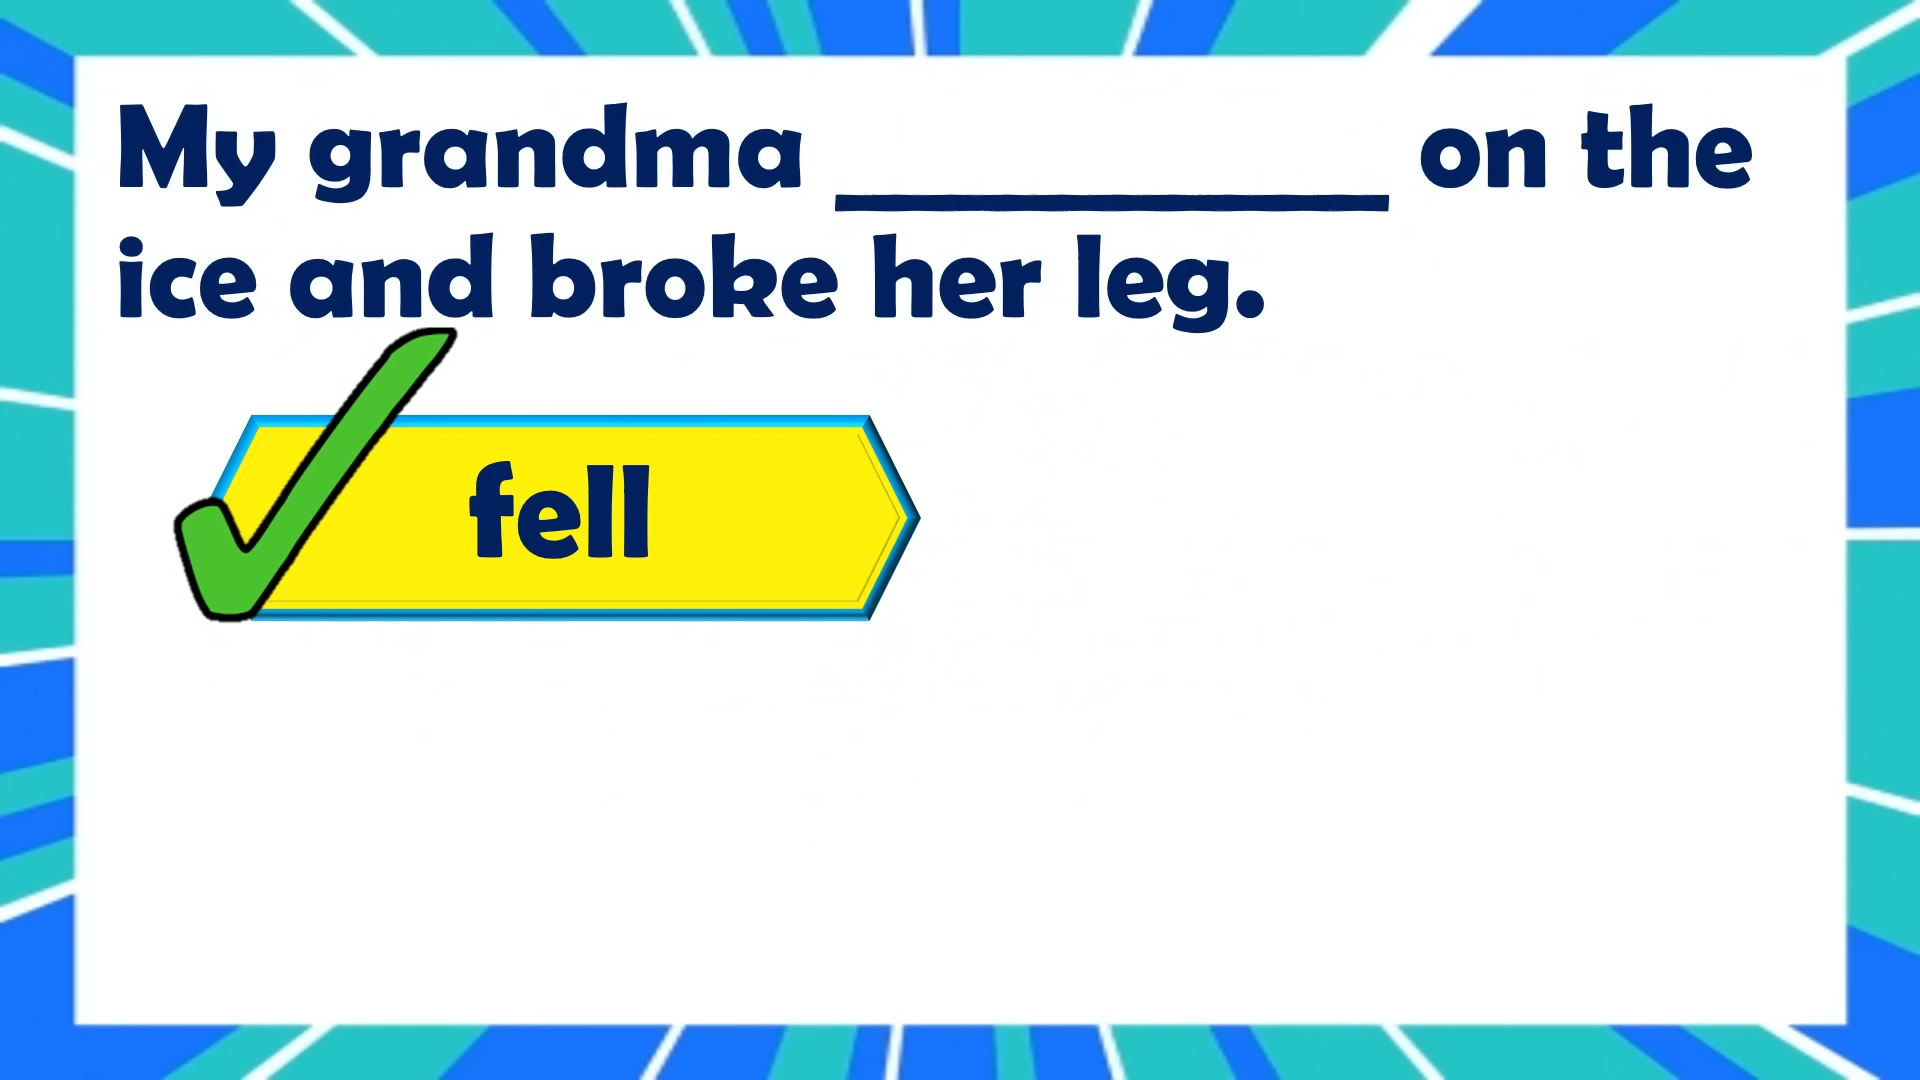 My grandma __________ on the
ice and broke her leg.
fell